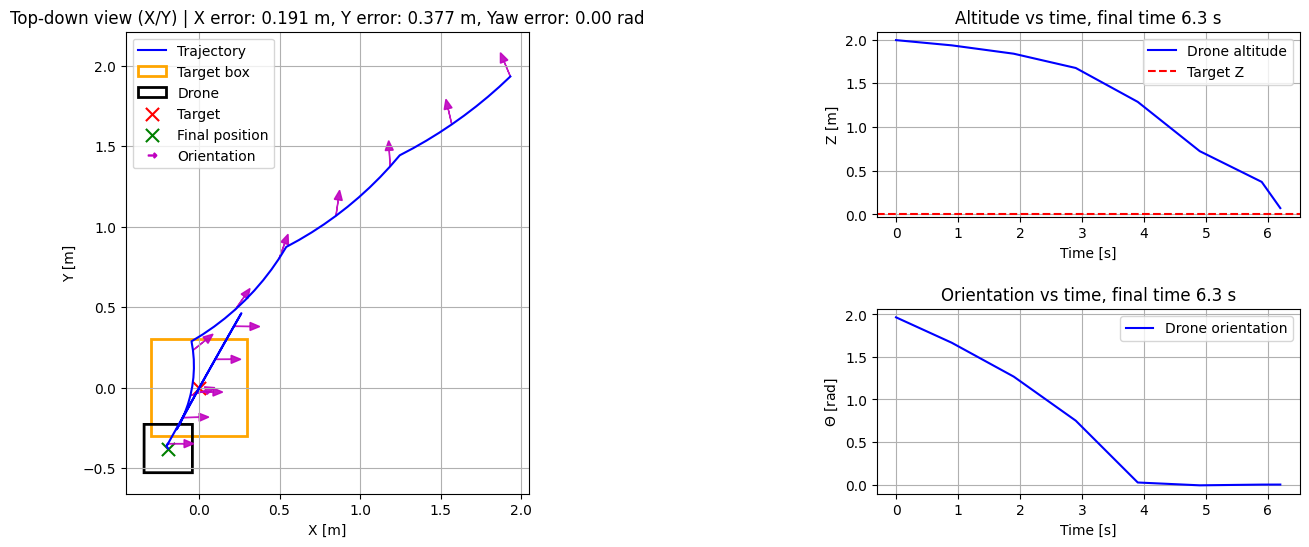 Top-down view (X/Y) | X error: 0.191 m, Y error: 0.377 m, Yaw error: 0.00 rad
Trajectory
Target box
Drone
Target
Final position
Orientation
2.0
1.5
1.0
0.5
0.0
−0.5
Y [m]
0.0
0.5
1.0
1.5
2.0
X [m]
Altitude vs time, final time 6.3 s
Drone altitude
Target Z
2.0
1.5
1.0
0.5
0.0
Z [m]
0
1
2
3
4
5
6
Time [s]
Orientation vs time, final time 6.3 s
Drone orientation
2.0
1.5
1.0
0.5
0.0
Θ [rad]
0
1
2
3
4
5
6
Time [s]